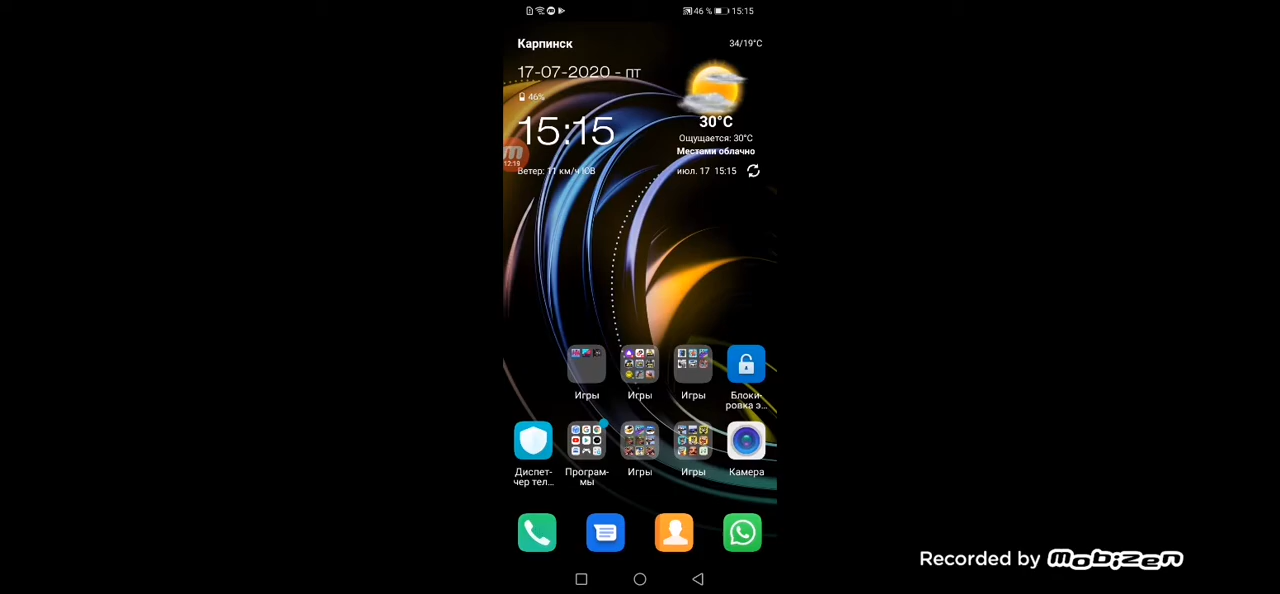 46 % 15:15
Карпинск
34/19°C
17-07-2020 - пт
46%
15:15
30°C
Ощущается: 30°C
Местами облачно
12:19
Ветер: 11 км/ч ЮВ
июл. 17 15:15
Игры
Игры
Игры
Блоки-
ровка э...
Диспет-
чер тел...
Програм-
мы
Игры
Игры
Камера
Recorded by mobizen